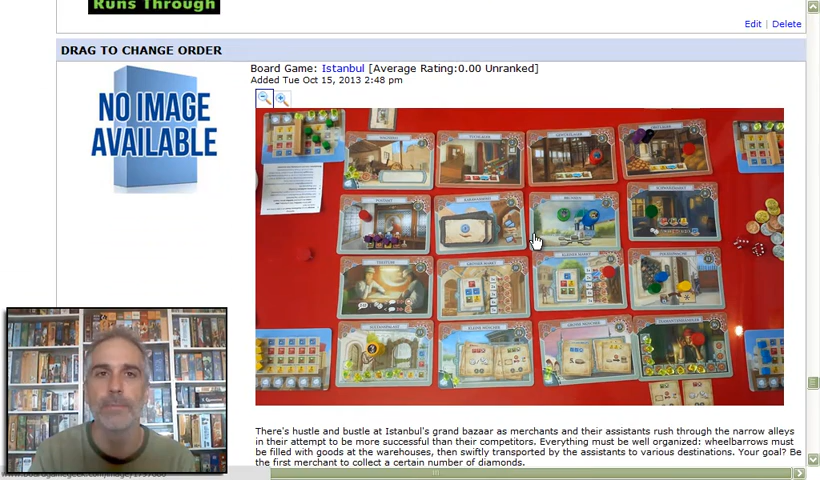 Runs Through
Edit | Delete
DRAG TO CHANGE ORDER
Board Game: Istanbul [Average Rating:0.00 Unranked]
Added Tue Oct 15, 2013 2:48 pm
NO IMAGE
AVAILABLE
There's hustle and bustle at Istanbul's grand bazaar as merchants and their assistants rush through the narrow alleys
in their attempt to be more successful than their competitors. Everything must be well organized: wheelbarrows must
be filled with goods at the warehouses, then swiftly transported by the assistants to various destinations. Your goal? Be
the first merchant to collect a certain number of diamonds.